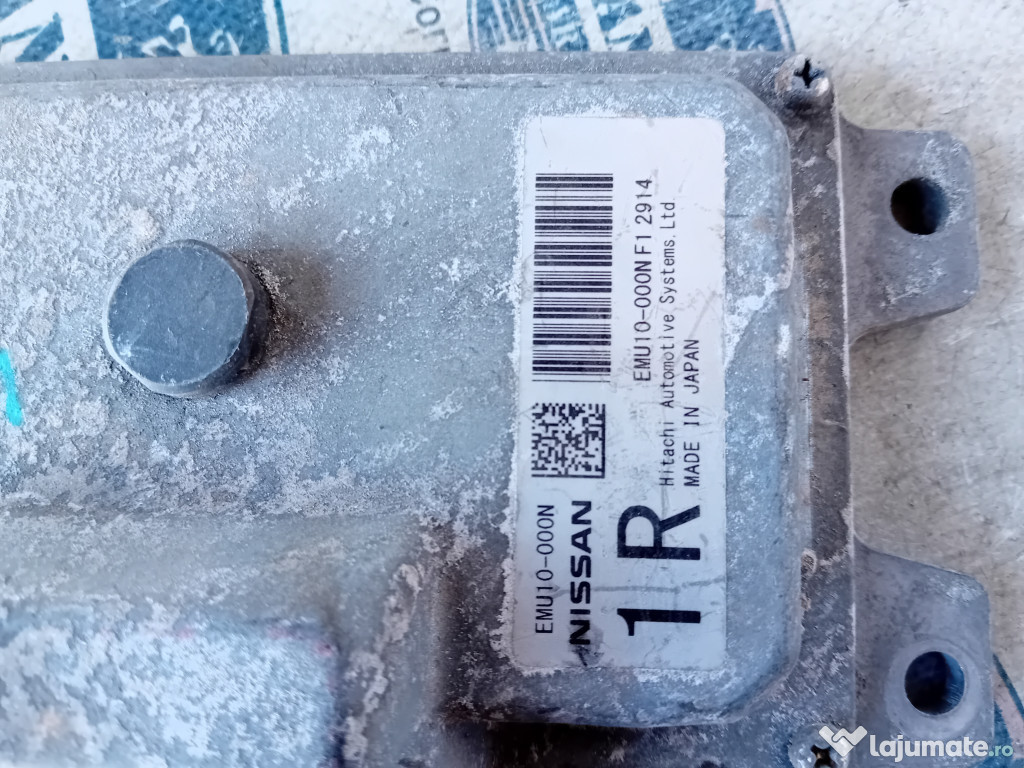 EMU10-000N
NISSAN
1R
EMU10-000N F1 2914
Hitachi Automotive Systems,Ltd.
MADE IN JAPAN
lajumate.ro